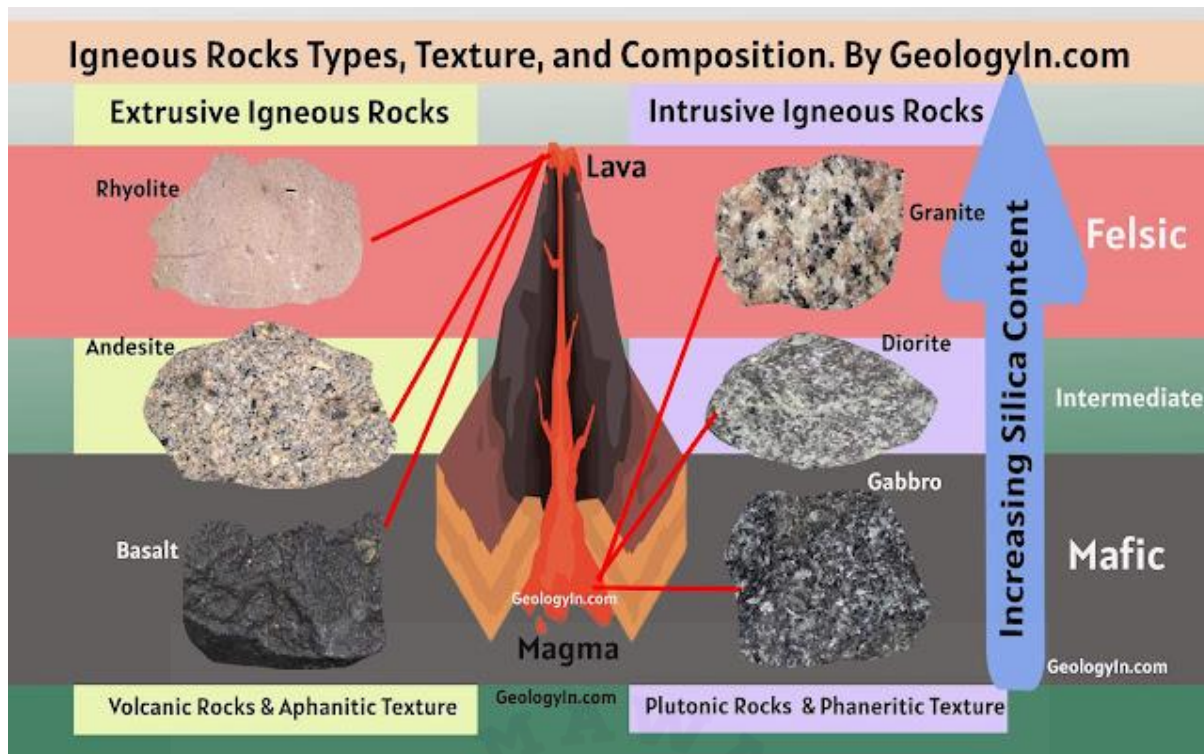 Igneous Rocks Types, Texture, and Composition. By GeologyIn.com
Extrusive Igneous Rocks
Intrusive Igneous Rocks
Rhyolite
Lava
Granite
Felsic
Andesite
Diorite
Intermediate
Basalt
Gabbro
Mafic
Increasing Silica Content
GeologyIn.com
Magma
GeologyIn.com
GeologyIn.com
Volcanic Rocks & Aphanitic Texture
Plutonic Rocks & Phaneritic Texture